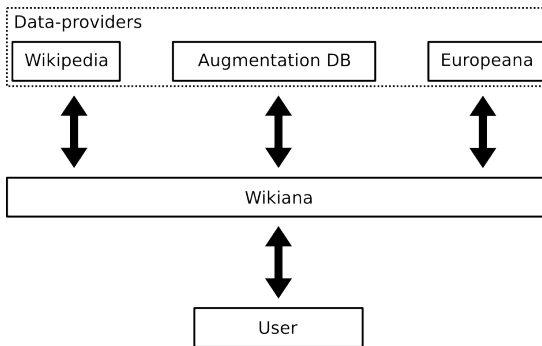 Data-providers
Wikipedia
Augmentation DB
Europeana
Wikiana
User